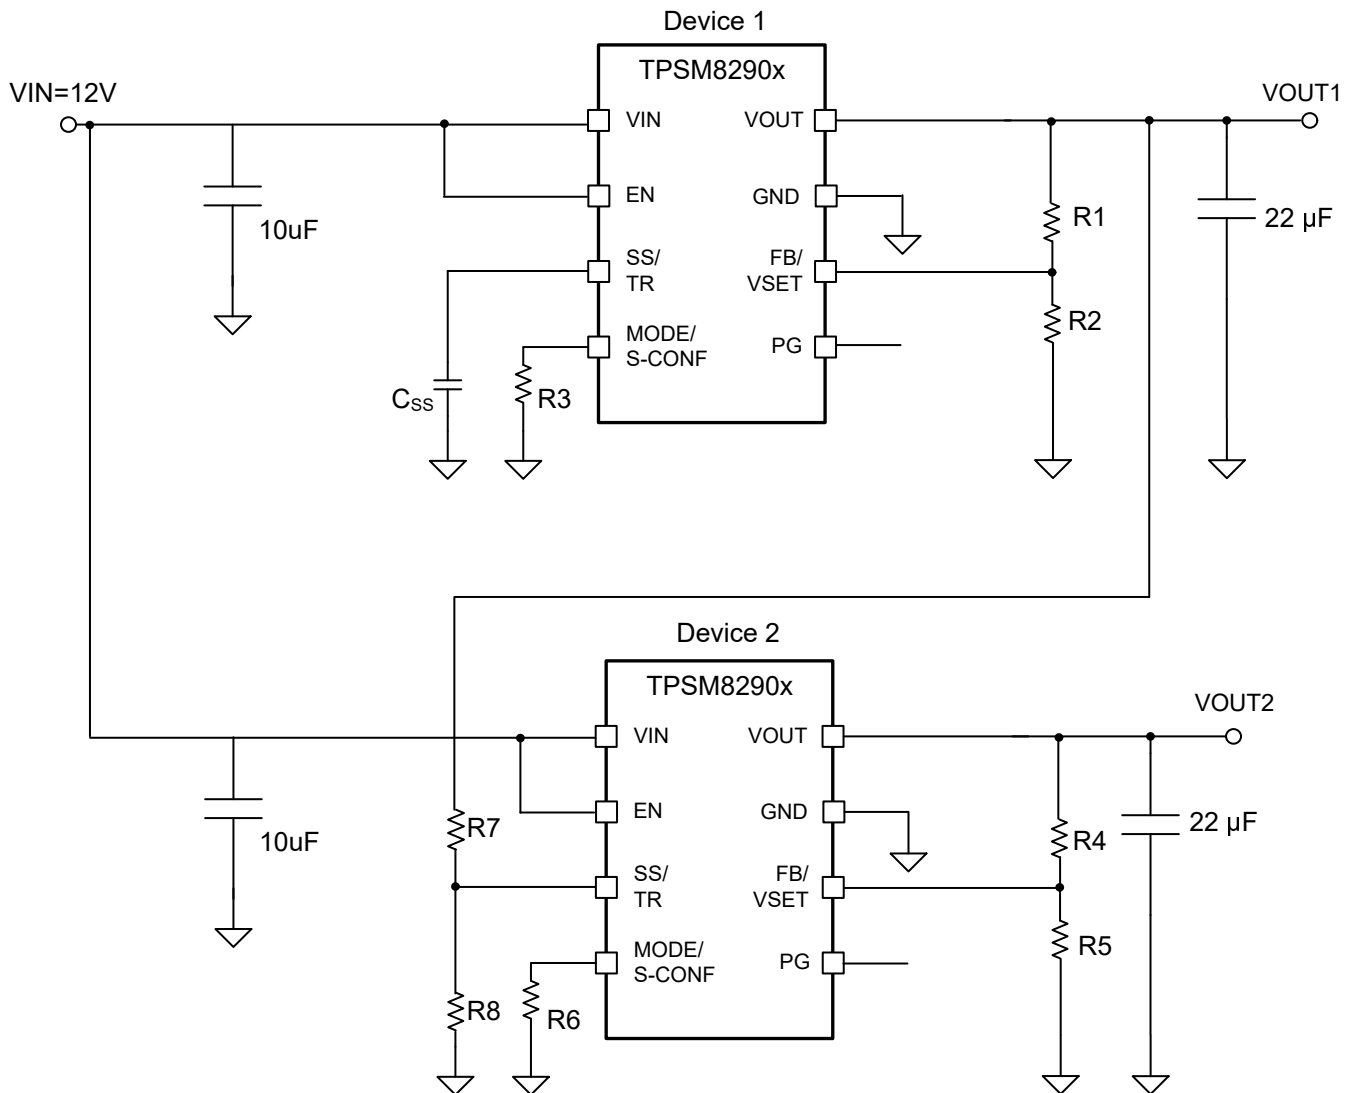 Device 1
TPSM8290x
VIN=12V
VOUT1
VIN
VOUT
EN
GND
10uF
R1
22 µF
SS/
TR
FB/
VSET
R2
MODE/
S-CONF
PG
CSS
R3
Device 2
TPSM8290x
VOUT2
VIN
VOUT
EN
GND
10uF
R7
R4
22 µF
SS/
TR
FB/
VSET
R5
MODE/
S-CONF
PG
R8
R6